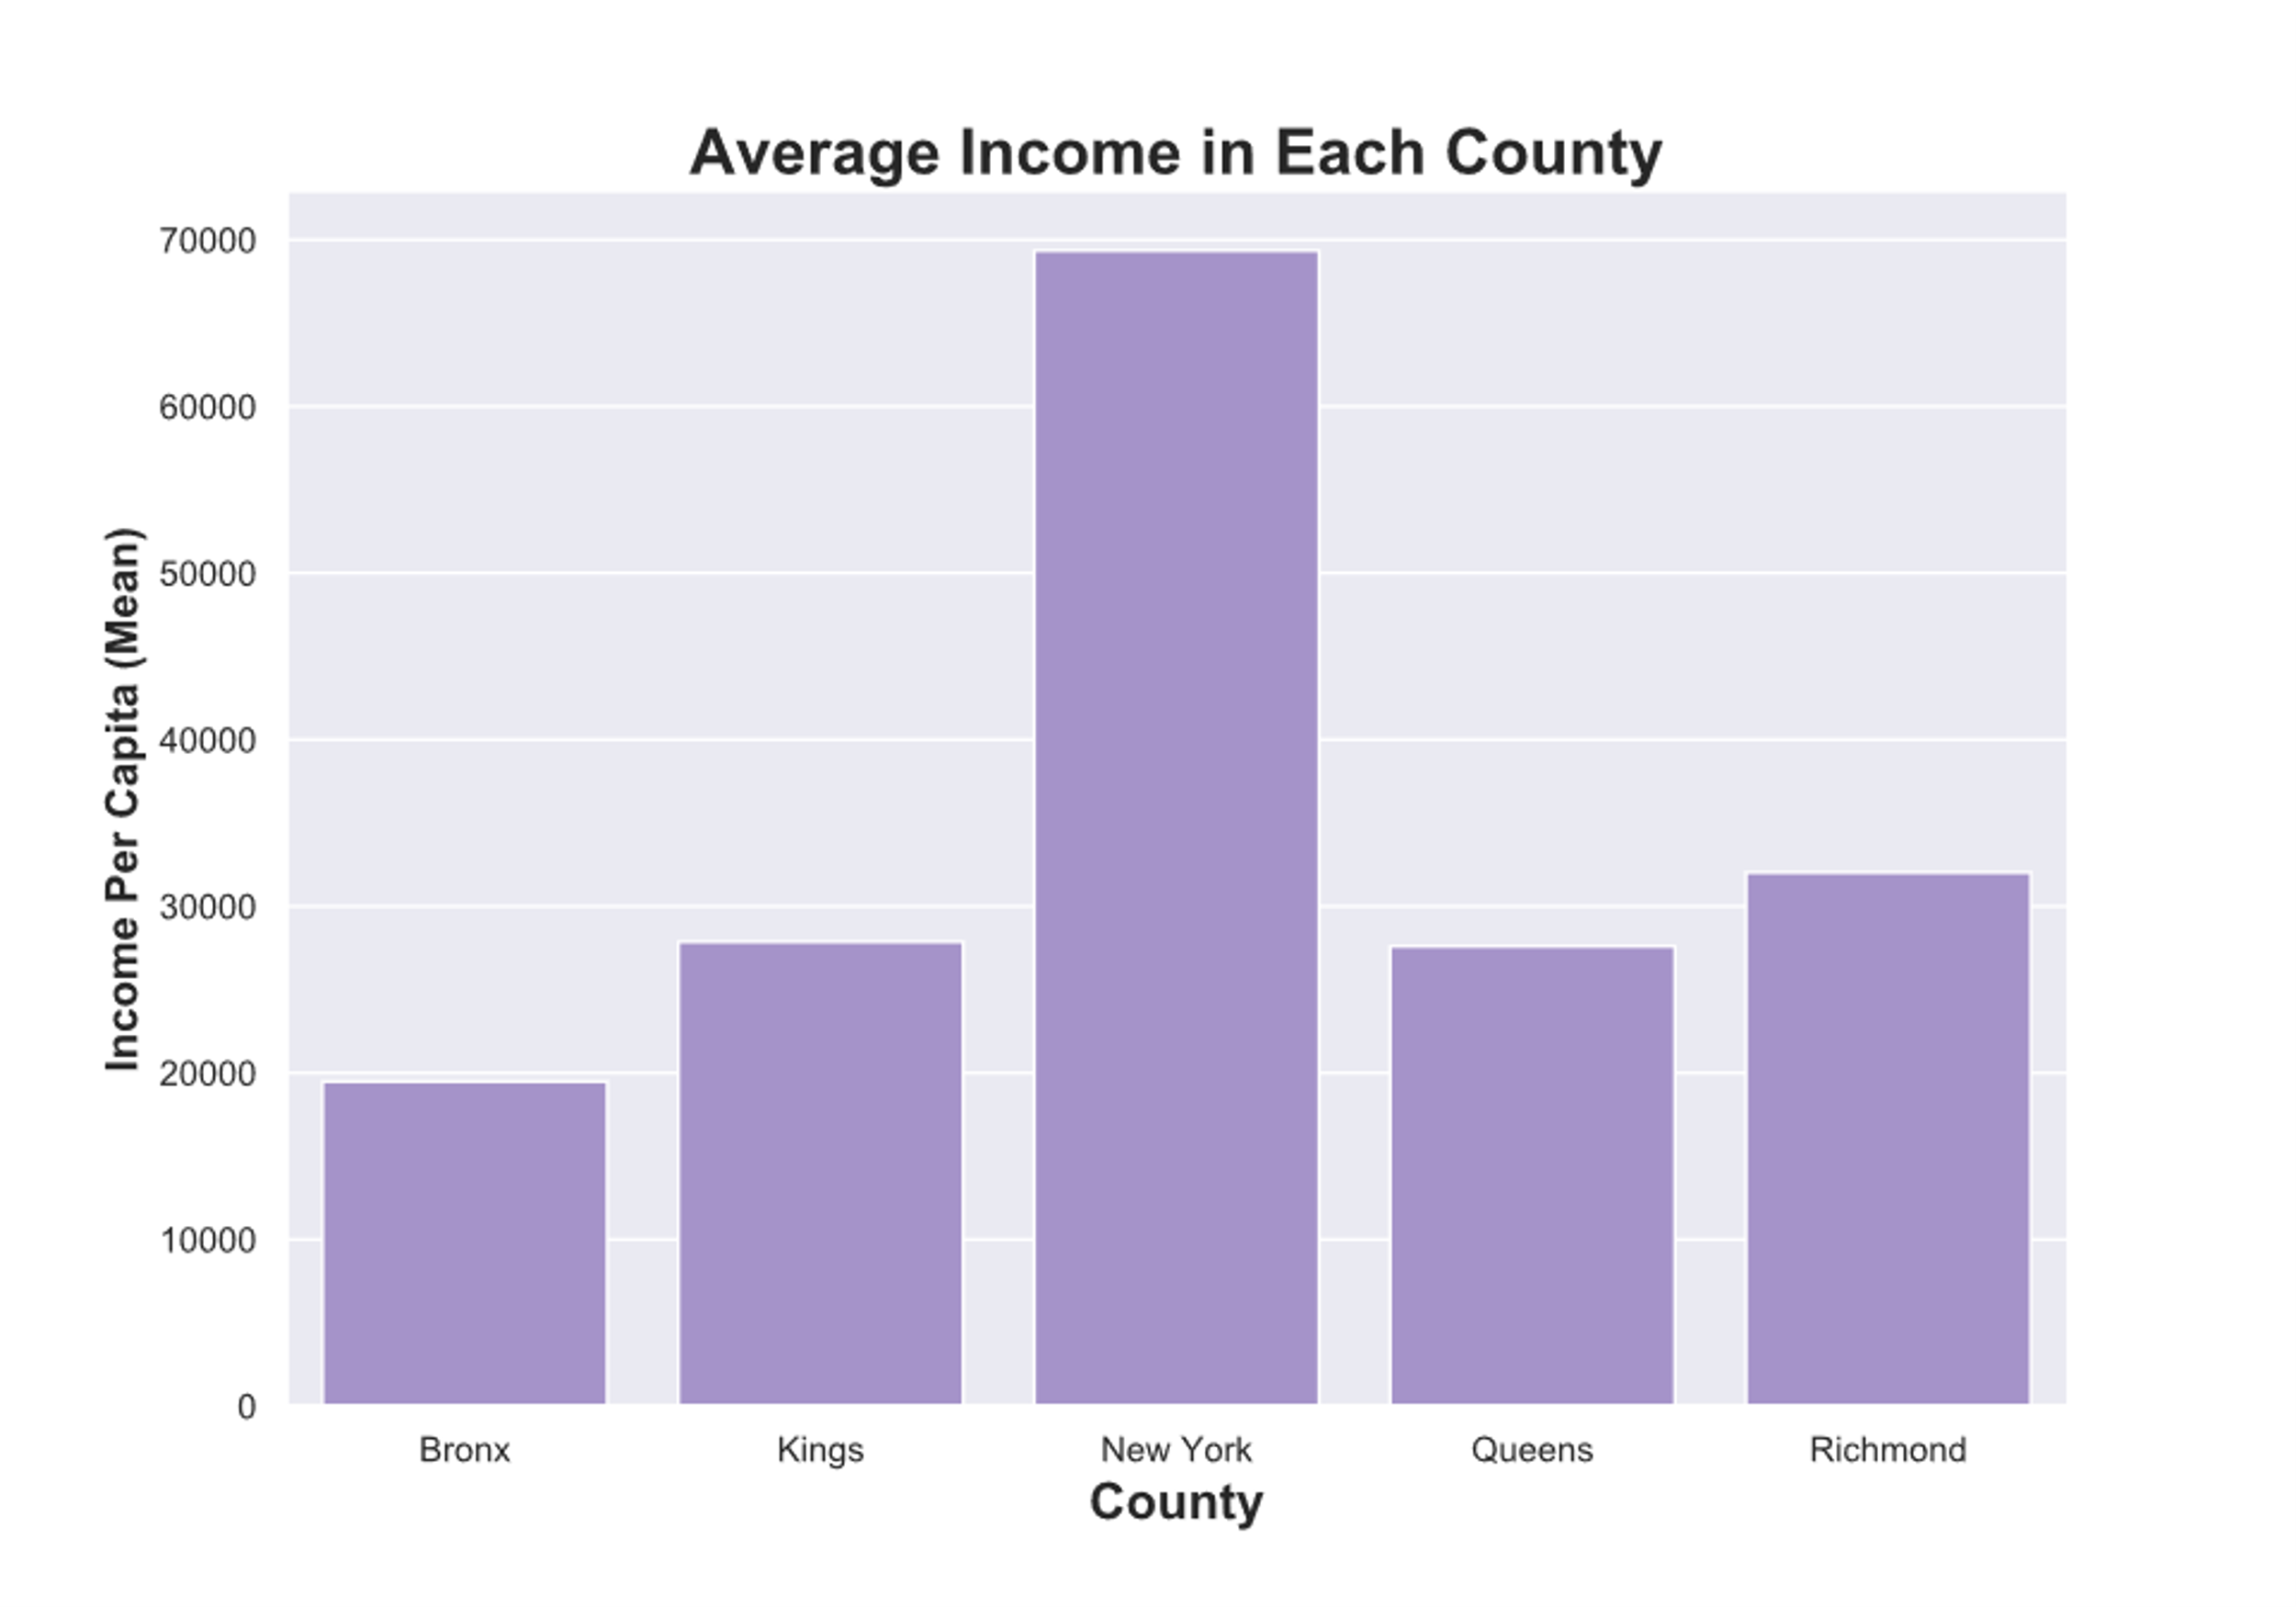 Average Income in Each County
Income Per Capita (Mean)
70000
60000
50000
40000
30000
20000
10000
0
Bronx Kings New York Queens Richmond
County